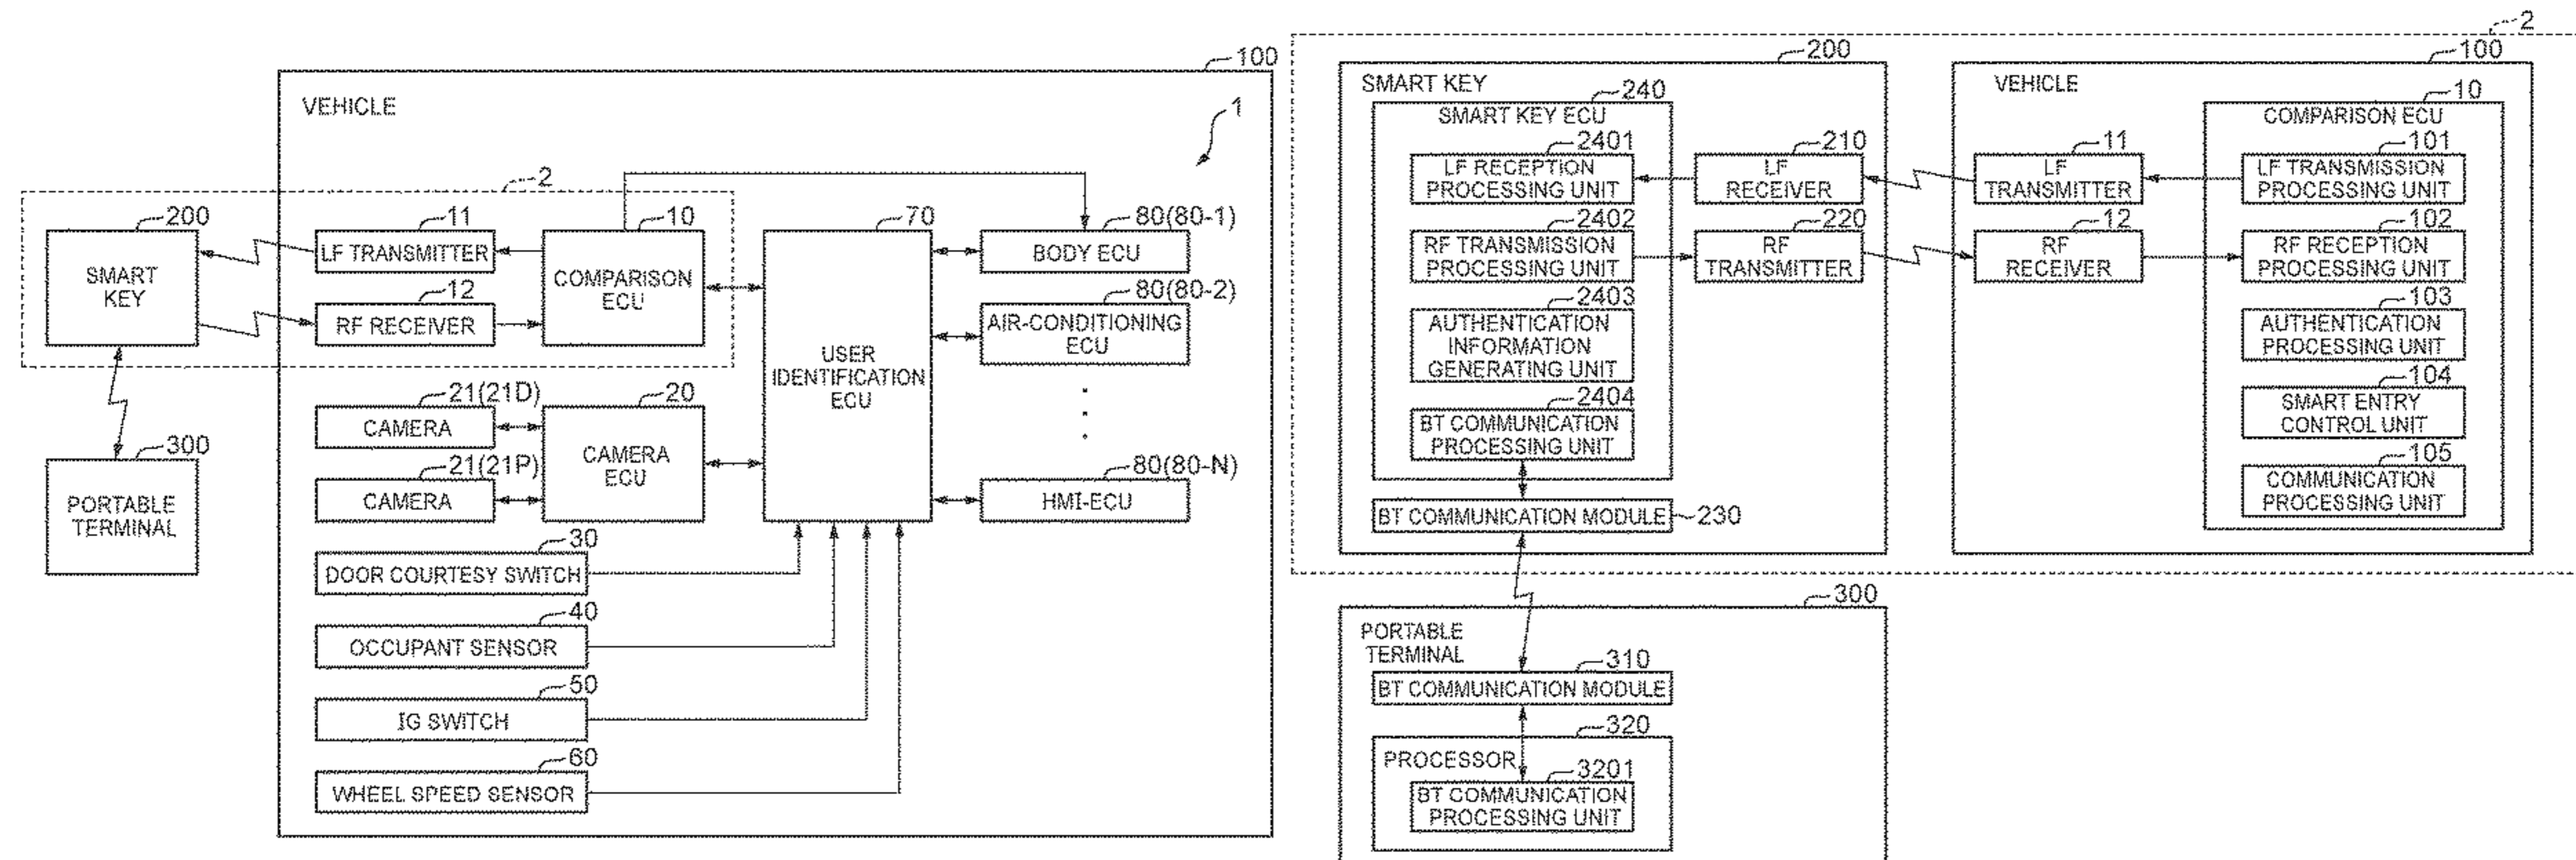 100
VEHICLE
1
2
200
SMART
KEY
11
LF TRANSMITTER
12
RF RECEIVER
10
COMPARISON
ECU
70
USER
IDENTIFICATION
ECU
80(80-1)
BODY ECU
80(80-2)
AIR-CONDITIONING
ECU
80(80-N)
HMI-ECU
300
PORTABLE
TERMINAL
21(21D)
CAMERA
21(21P)
CAMERA
20
CAMERA
ECU
30
DOOR COURTESY SWITCH
40
OCCUPANT SENSOR
50
IG SWITCH
60
WHEEL SPEED SENSOR
2
200
SMART KEY
240
SMART KEY ECU
2401
LF RECEPTION
PROCESSING UNIT
2402
RF TRANSMISSION
PROCESSING UNIT
2403
AUTHENTICATION
INFORMATION
GENERATING UNIT
2404
BT COMMUNICATION
PROCESSING UNIT
BT COMMUNICATION MODULE
230
210
LF
RECEIVER
220
RF
TRANSMITTER
100
VEHICLE
11
LF
TRANSMITTER
12
RF
RECEIVER
10
COMPARISON ECU
101
LF TRANSMISSION
PROCESSING UNIT
102
RF RECEPTION
PROCESSING UNIT
103
AUTHENTICATION
PROCESSING UNIT
104
SMART ENTRY
CONTROL UNIT
105
COMMUNICATION
PROCESSING UNIT
300
PORTABLE
TERMINAL
310
BT COMMUNICATION MODULE
320
PROCESSOR
3201
BT COMMUNICATION
PROCESSING UNIT